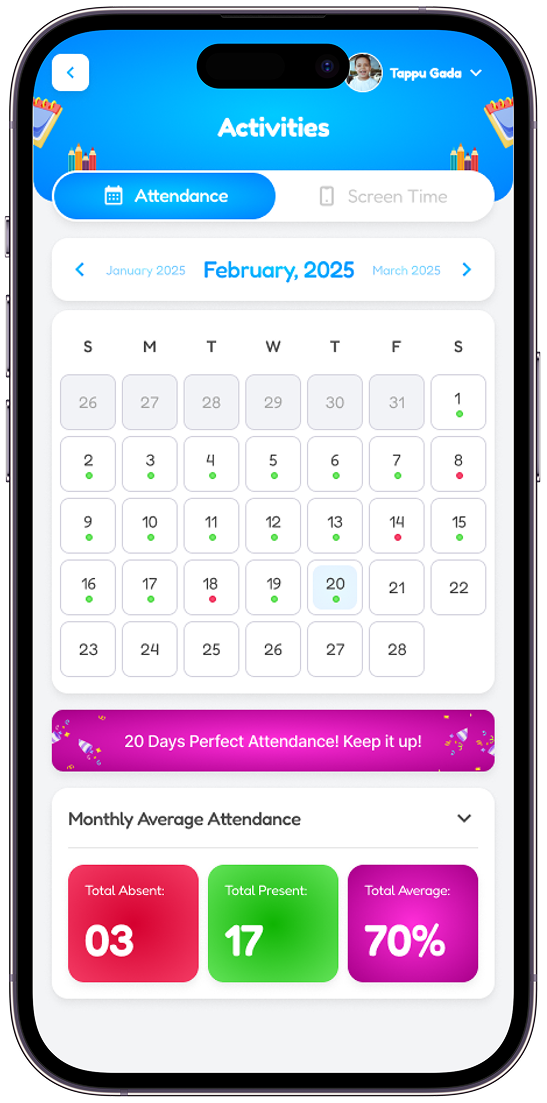 Tappu Gada
Activities
Attendance Screen Time
January 2025 February, 2025 March 2025
S M T W T F S
26 27 28 29 30 31 1
2 3 4 5 6 7 8
9 10 11 12 13 14 15
16 17 18 19 20 21 22
23 24 25 26 27 28
20 Days Perfect Attendance! Keep it up!
Monthly Average Attendance
Total Absent: Total Present: Total Average:
03 17 70%